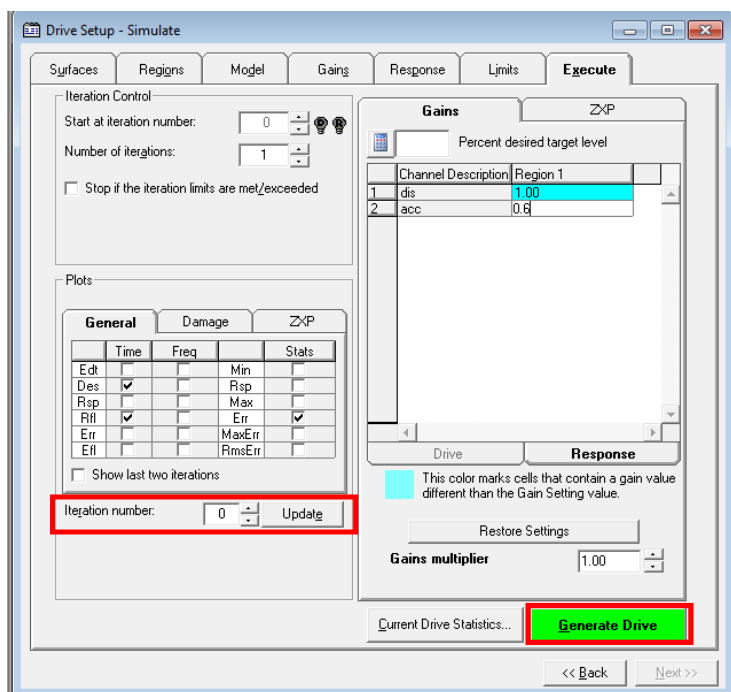 Drive Setup - Simulate
Surfaces Regions Model Gains Response Limits Execute
Iteration Control
Start at iteration number: 0
Number of iterations: 1
Stop if the iteration limits are met/exceeded
Plots
General Damage ZXP
Time Freq Stats
Edt Min
Des Rsp
Rsp Max
Rfl Err
Err MaxErr
Efl RmsErr
Show last two iterations
Iteration number: 0 Update
Gains ZXP
Percent desired target level
Channel Description Region 1
1 dis 1.00
2 acc 0.6
Drive Response
This color marks cells that contain a gain value
different than the Gain Setting value.
Restore Settings
Gains multiplier 1.00
Current Drive Statistics... Generate Drive
<< Back Next >>